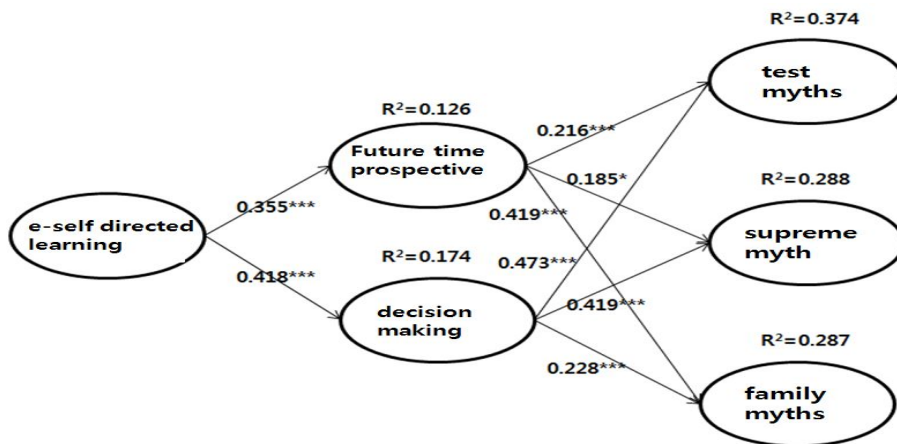 R²=0.374
test
myths
R²=0.126
Future time
prospective
0.216***
0.185*
R²=0.288
e-self directed
learning
0.355***
0.419***
supreme
myth
0.418***
R²=0.174
0.473***
decision
making
0.419***
R²=0.287
0.228***
family
myths